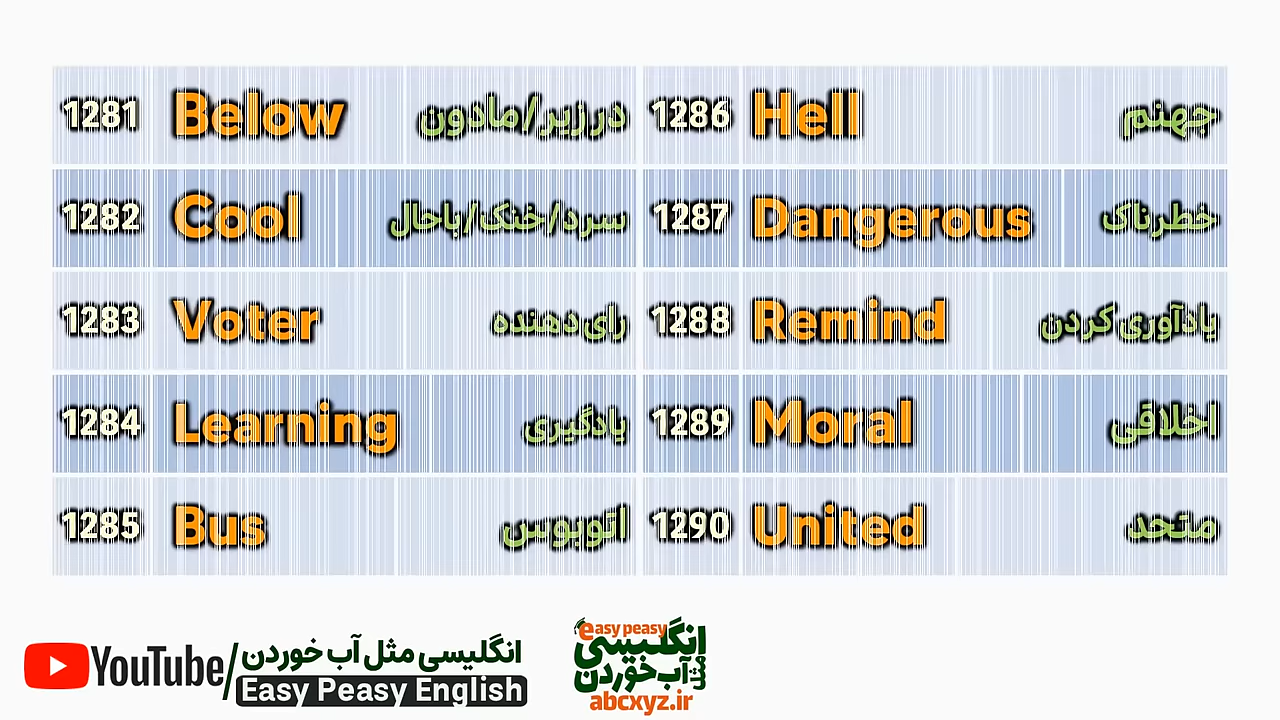 1281 Below در زیر/مادون
1282 Cool سرد/خنک/باحال
1283 Voter رای‌دهنده
1284 Learning یادگیری
1285 Bus اتوبوس
1286 Hell جهنم
1287 Dangerous خطرناک
1288 Remind یادآوری کردن
1289 Moral اخلاقی
1290 United متحد
YouTube/انگلیسی مثل آب خوردن
Easy Peasy English
easy peasy
انگلیسی
مثل آب خوردن
abcxyz.ir